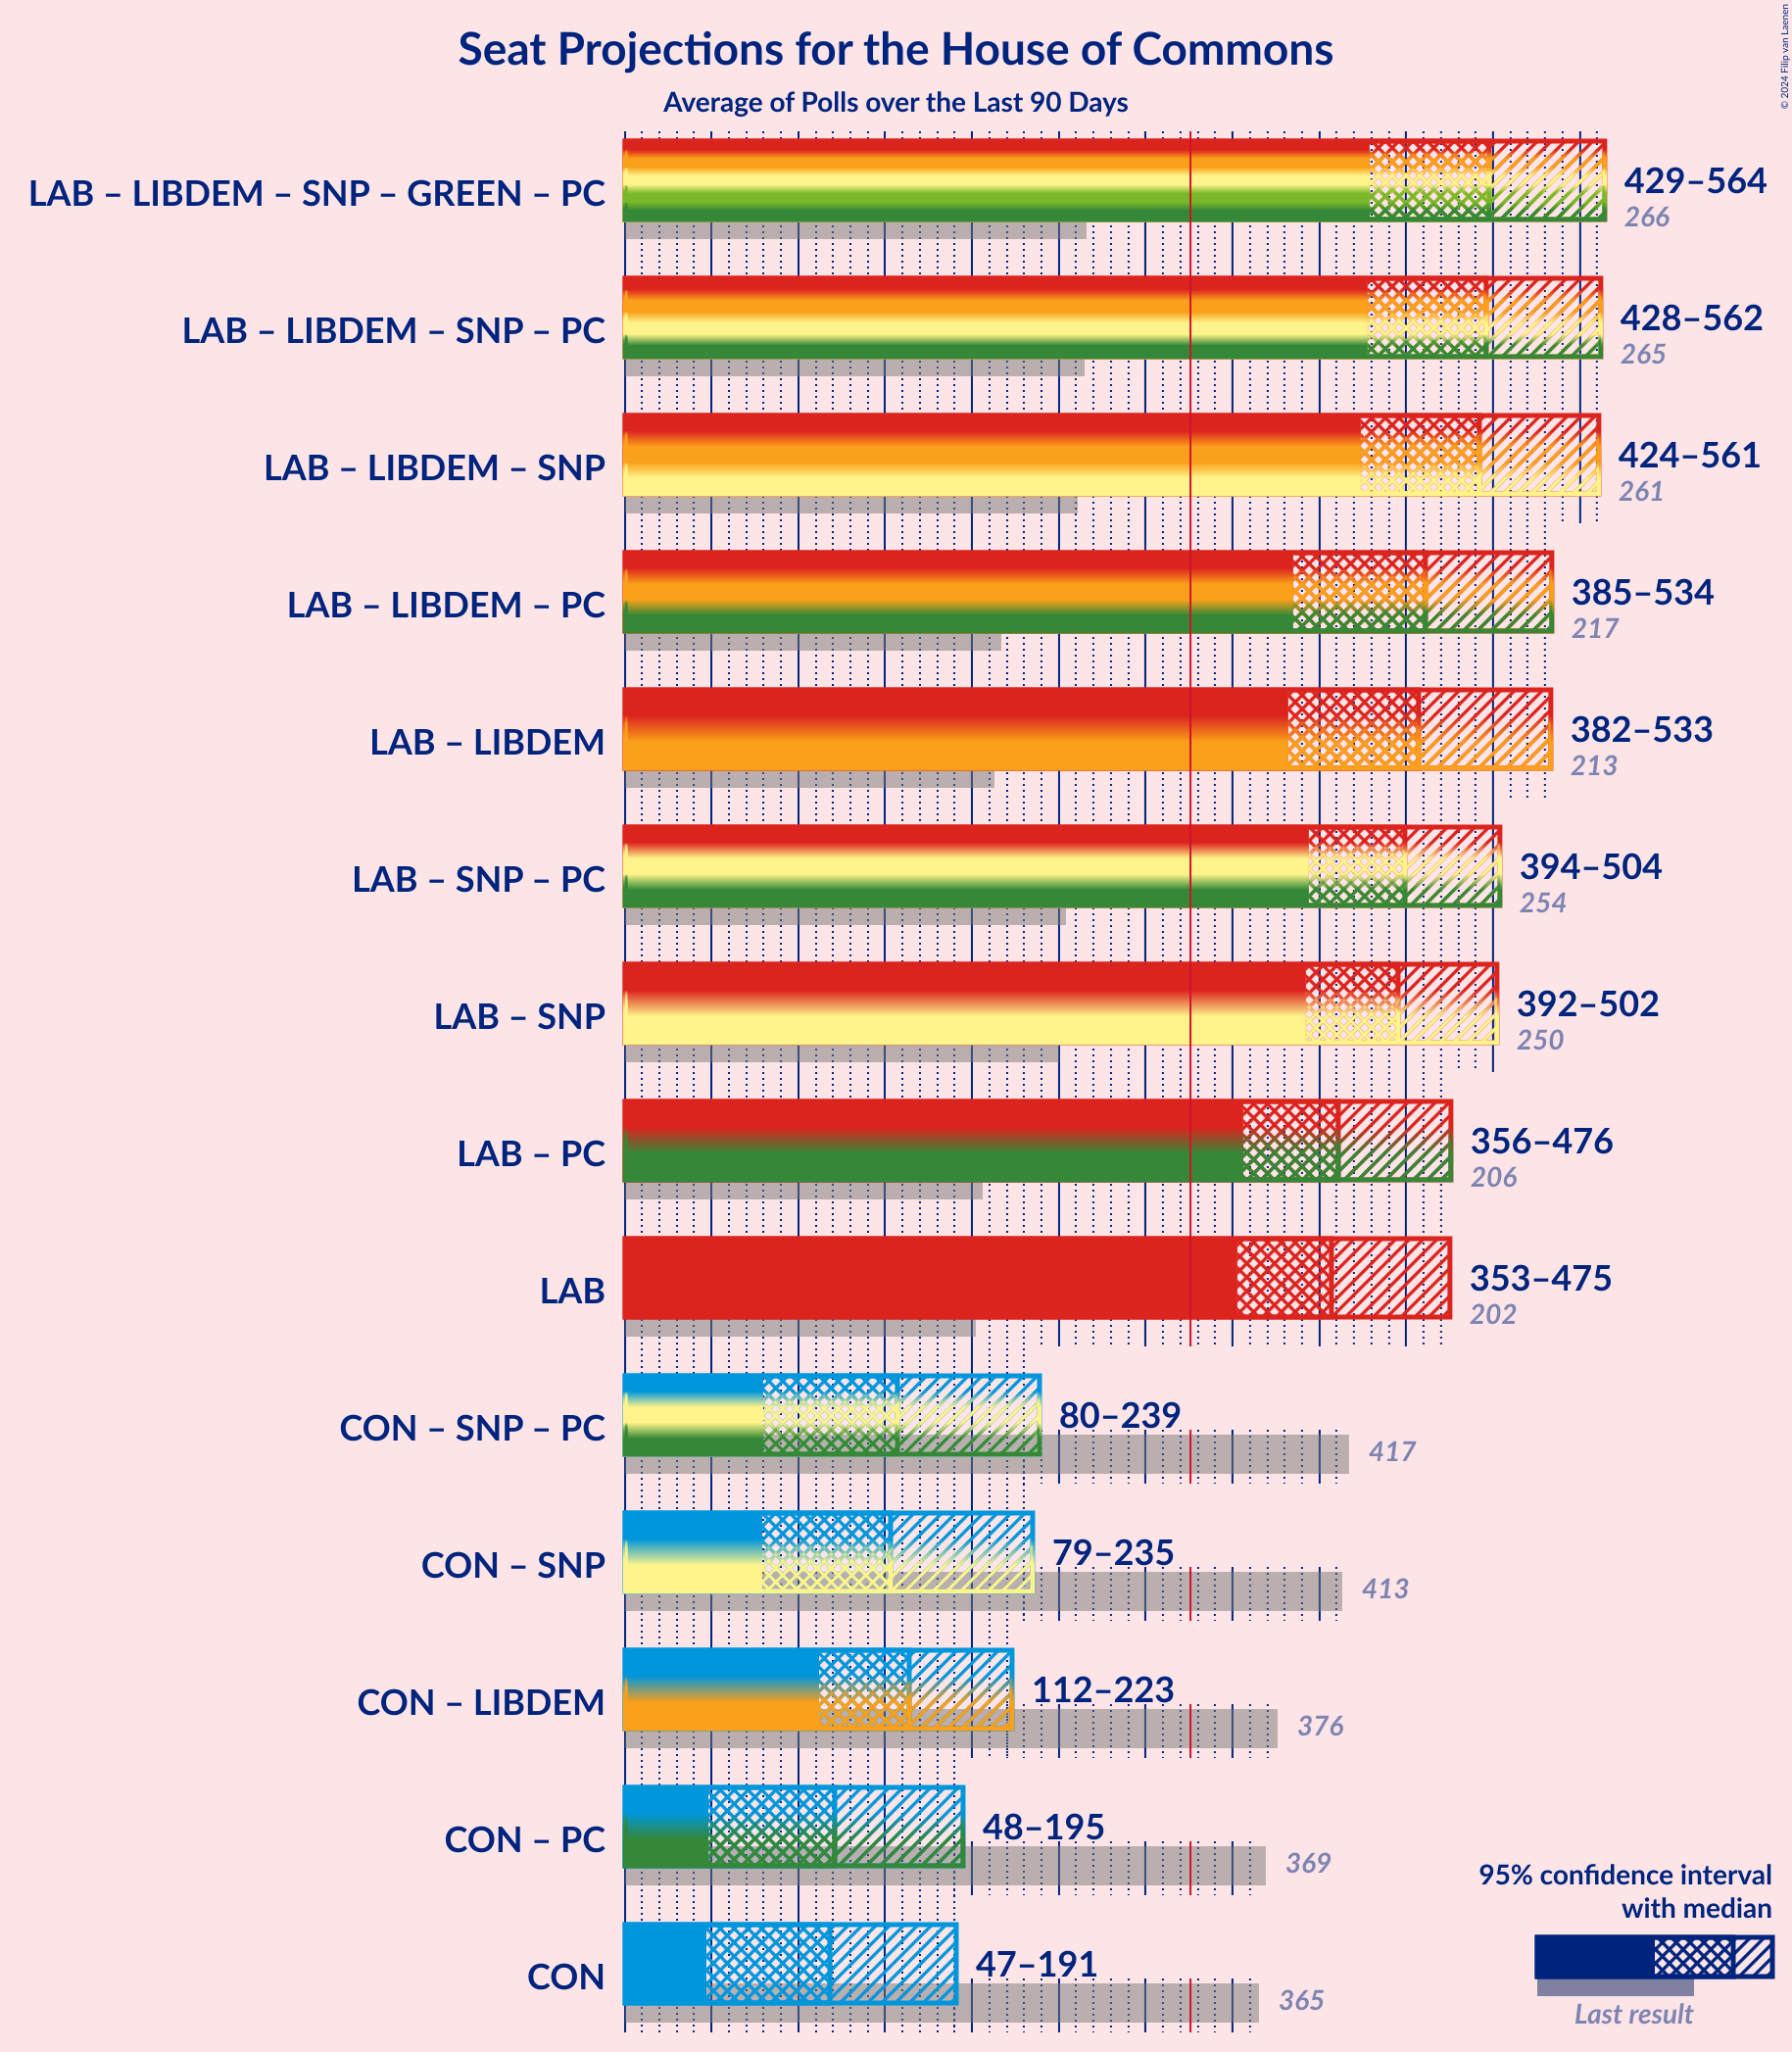 Seat Projections for the House of Commons
Average of Polls over the Last 90 Days
© 2024 Filip van Laenen
LAB – LIBDEM – SNP – GREEN – PC
429–564
266
LAB – LIBDEM – SNP – PC
428–562
265
LAB – LIBDEM – SNP
424–561
261
LAB – LIBDEM – PC
385–534
217
LAB – LIBDEM
382–533
213
LAB – SNP – PC
394–504
254
LAB – SNP
392–502
250
LAB – PC
356–476
206
LAB
353–475
202
CON – SNP – PC
80–239
417
CON – SNP
79–235
413
CON – LIBDEM
112–223
376
CON – PC
48–195
369
CON
47–191
365
95% confidence interval
with median
Last result